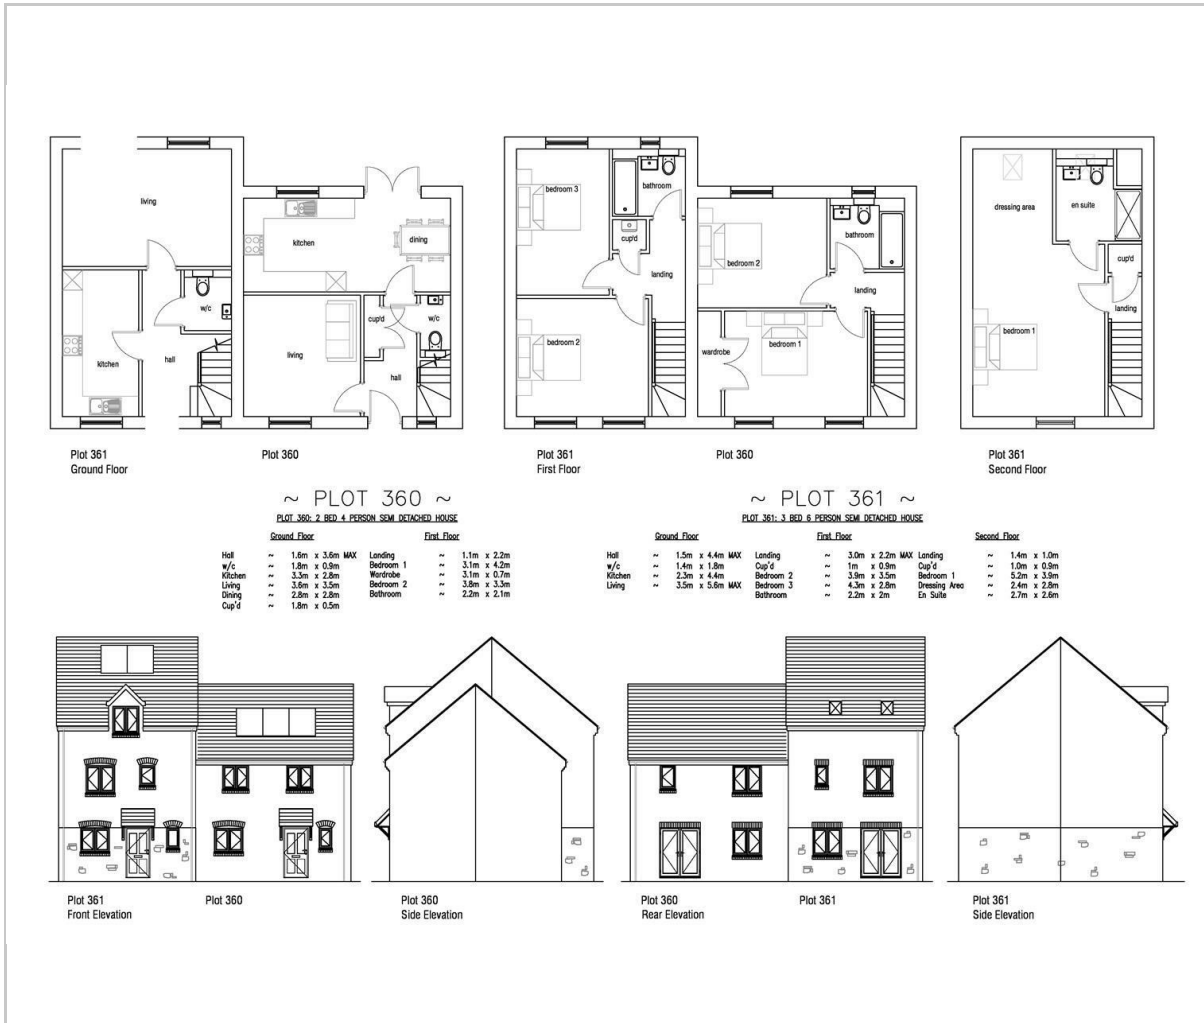 living
kitchen
hall
w/c
kitchen
dining
living
cup'd
w/c
hall
bedroom 3
bathroom
cup'd
landing
bedroom 2
bedroom 2
bathroom
landing
wardrobe
bedroom 1
dressing area
en suite
cup'd
landing
bedroom 1
Plot 361
Ground Floor
Plot 360
Plot 361
First Floor
Plot 360
Plot 361
Second Floor
~ PLOT 360 ~
PLOT 360: 2 BED 4 PERSON SEMI DETACHED HOUSE
Ground Floor
Hall ~ 1.6m x 3.6m MAX
w/c ~ 1.8m x 0.9m
Kitchen ~ 3.3m x 2.8m
Living ~ 3.6m x 3.5m
Dining ~ 2.8m x 2.8m
Cup'd ~ 1.8m x 0.5m
First Floor
Landing ~ 1.1m x 2.2m
Bedroom 1 ~ 3.1m x 4.2m
Wardrobe ~ 3.1m x 0.7m
Bedroom 2 ~ 3.8m x 3.3m
Bathroom ~ 2.2m x 2.1m
~ PLOT 361 ~
PLOT 361: 3 BED 6 PERSON SEMI DETACHED HOUSE
Ground Floor
Hall ~ 1.5m x 4.4m MAX
w/c ~ 1.4m x 1.8m
Kitchen ~ 2.3m x 4.4m
Living ~ 3.5m x 5.6m MAX
First Floor
Landing ~ 3.0m x 2.2m MAX
Cup'd ~ 1m x 0.9m
Bedroom 2 ~ 3.9m x 3.5m
Bedroom 3 ~ 4.3m x 2.8m
Bathroom ~ 2.2m x 2m
Second Floor
Landing ~ 1.4m x 1.0m
Cup'd ~ 1.0m x 0.9m
Bedroom 1 ~ 5.2m x 3.9m
Dressing Area ~ 2.4m x 2.8m
En Suite ~ 2.7m x 2.6m
Plot 361
Front Elevation
Plot 360
Plot 360
Side Elevation
Plot 360
Rear Elevation
Plot 361
Plot 361
Side Elevation